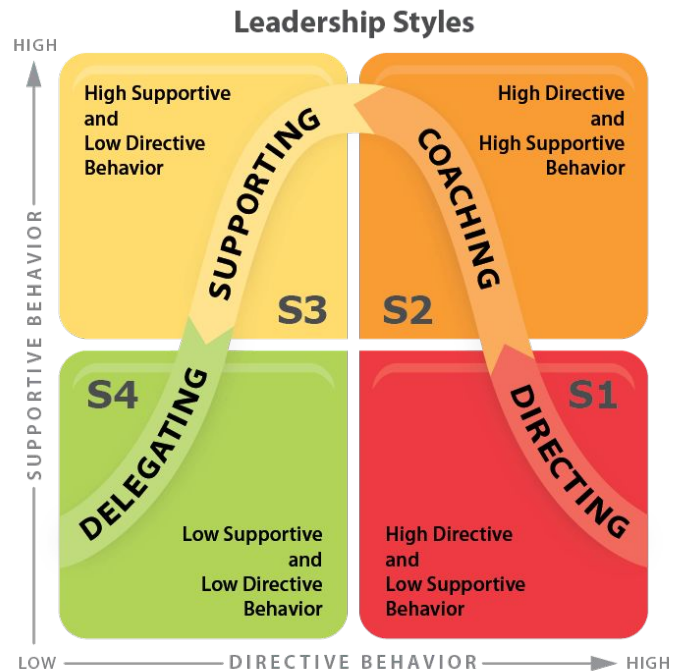 Leadership Styles
HIGH
High Supportive
and
Low Directive
Behavior
High Directive
and
High Supportive
Behavior
SUPPORTING
COACHING
S3
S2
SUPPORTIVE BEHAVIOR
S4
S1
DELEGATING
DIRECTING
Low Supportive
and
Low Directive
Behavior
High Directive
and
Low Supportive
Behavior
LOW
DIRECTIVE BEHAVIOR
HIGH